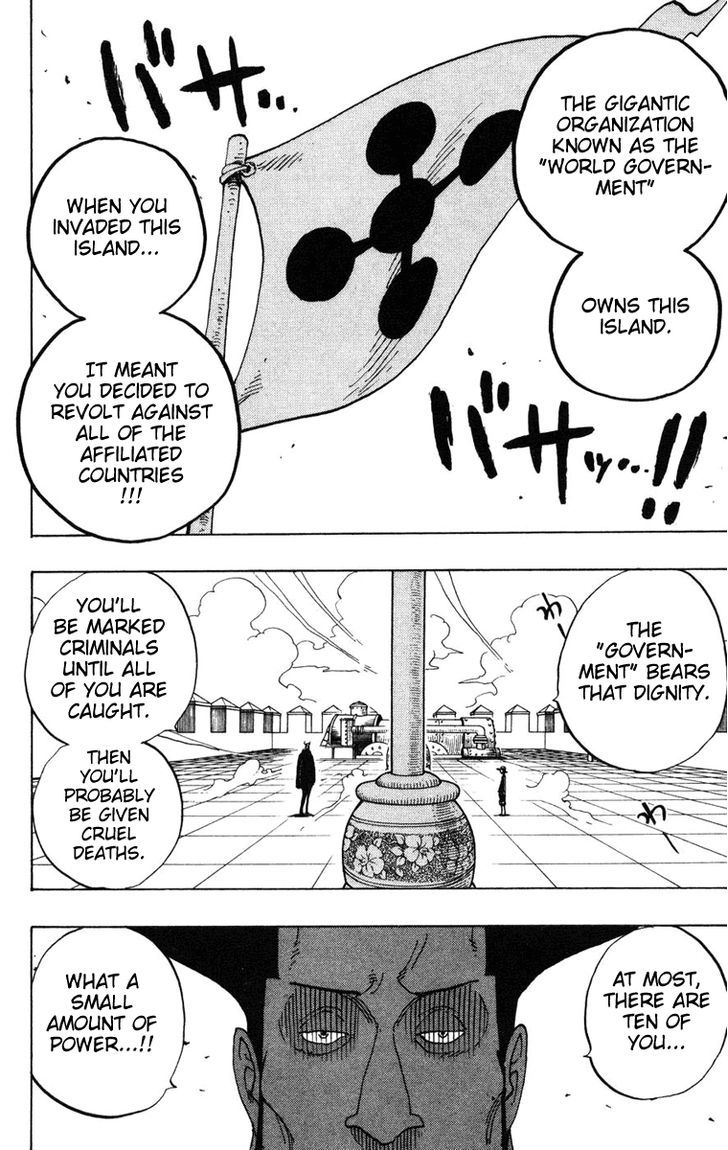 バサッ
THE GIGANTIC
ORGANIZATION
KNOWN AS THE
"WORLD GOVERN-
MENT"
OWNS THIS
ISLAND.
WHEN YOU
INVADED THIS
ISLAND...
IT MEANT
YOU DECIDED TO
REVOLT AGAINST
ALL OF THE
AFFILIATED
COUNTRIES
!!!
バサッ...!!
THE
"GOVERN-
MENT" BEARS
THAT DIGNITY.
YOU'LL
BE MARKED
CRIMINALS
UNTIL ALL
OF YOU ARE
CAUGHT.
THEN
YOU'LL
PROBABLY
BE GIVEN
CRUEL
DEATHS.
AT MOST,
THERE ARE
TEN OF
YOU...
WHAT A
SMALL
AMOUNT OF
POWER...!!